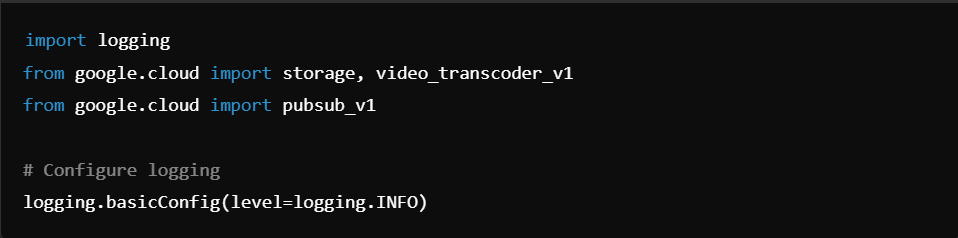 import logging
from google.cloud import storage, video_transcoder_v1
from google.cloud import pubsub_v1
# Configure logging
logging.basicConfig(level=logging.INFO)